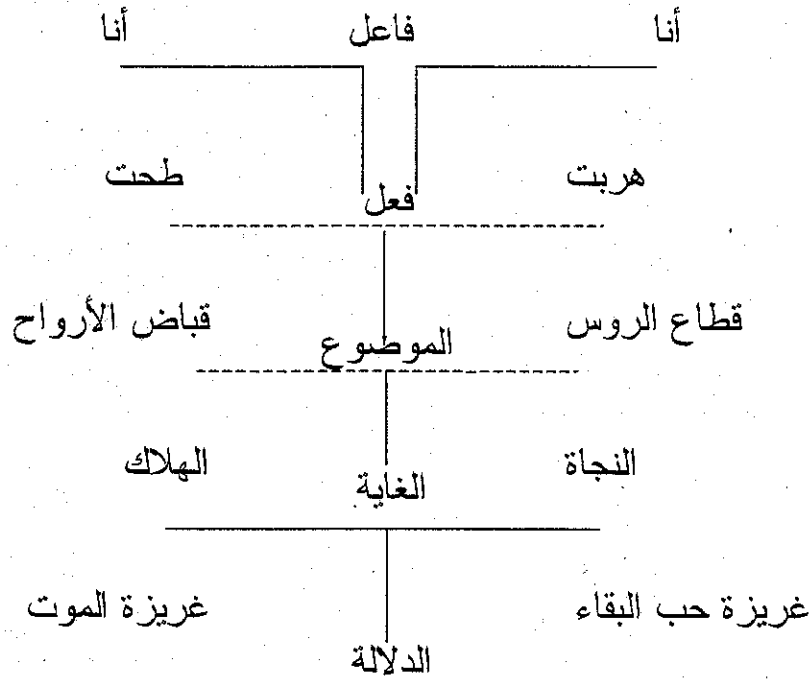 أنا فاعل أنا
هربت طحت
فعل
قطاع الروس قباض الأرواح
الموضوع
النجاة الهلاك
الغاية
غريزة حب البقاء غريزة الموت
الدلالة